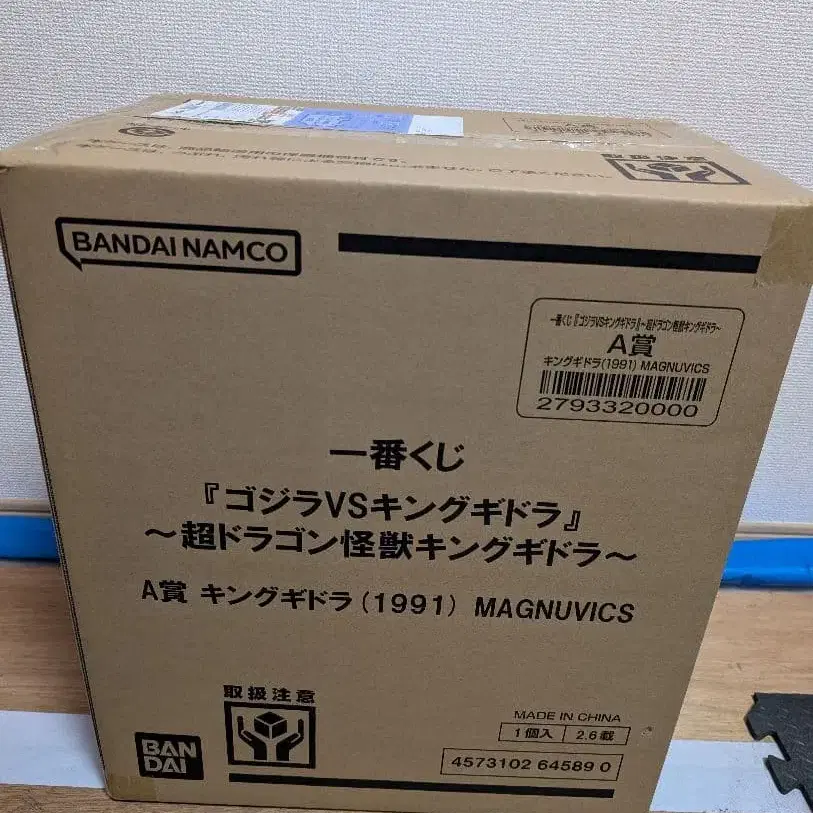 BANDAI NAMCO
一番くじ『ゴジラVSキングギドラ』～超ドラゴン怪獣キングギドラ～
A賞
キングギドラ(1991) MAGNUVICS
2793320000
一番くじ
『ゴジラVSキングギドラ』
～超ドラゴン怪獣キングギドラ～
A賞 キングギドラ(1991) MAGNUVICS
取扱注意
BAN
DAI
MADE IN CHINA
1個入 2.6載
4573102 64589 0